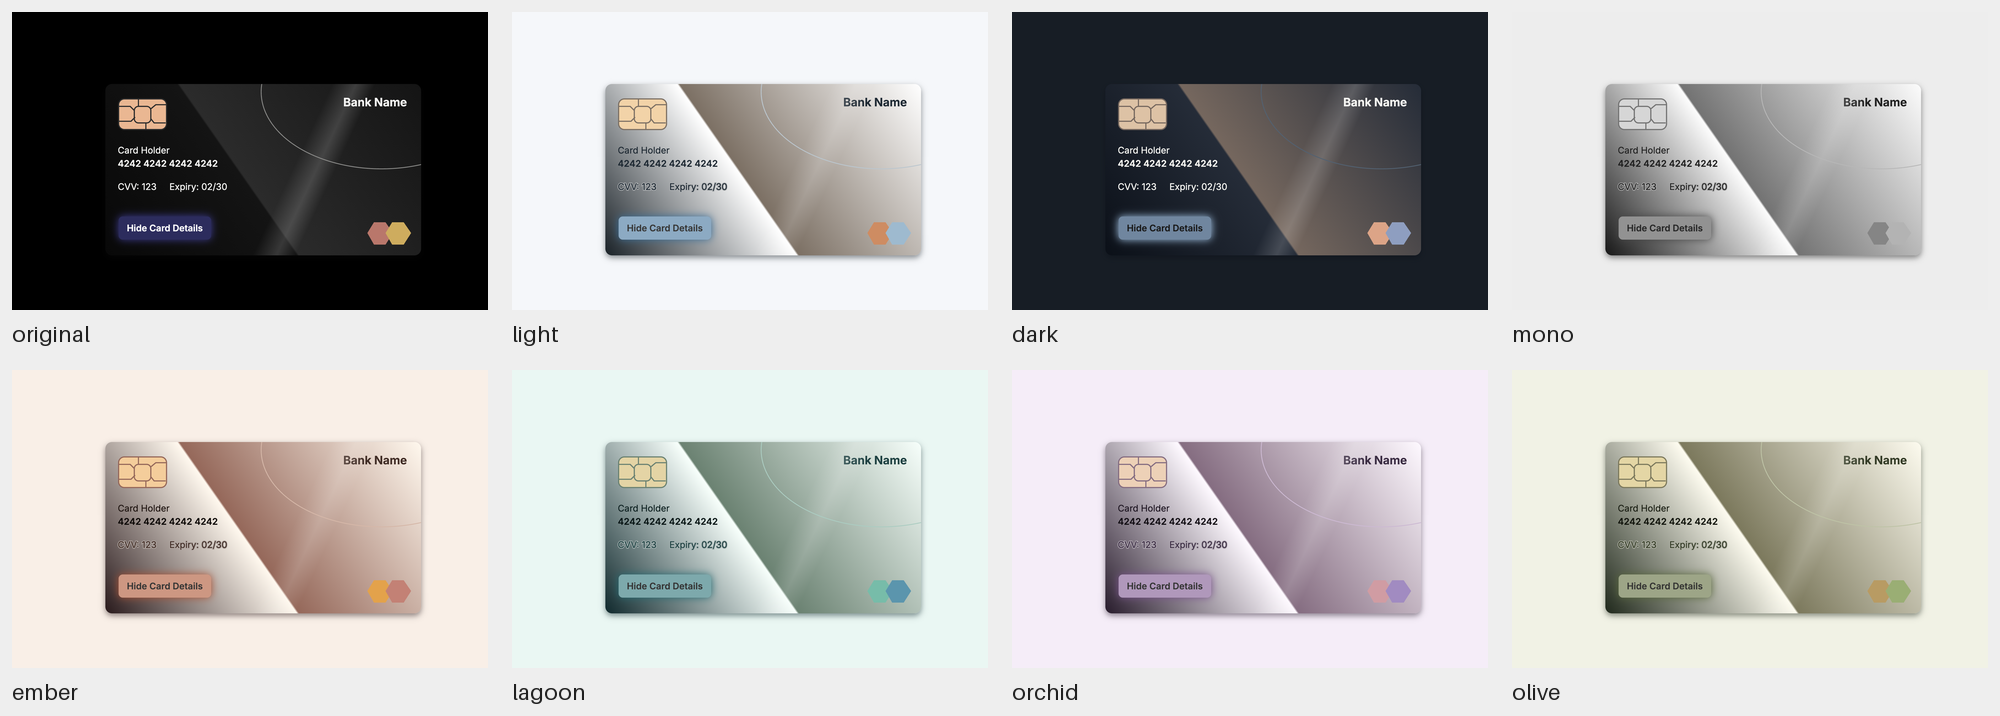 Bank Name
Card Holder
4242 4242 4242 4242
CVV: 123 Expiry: 02/30
Hide Card Details
original
Bank Name
Card Holder
4242 4242 4242 4242
CVV: 123 Expiry: 02/30
Hide Card Details
light
Bank Name
Card Holder
4242 4242 4242 4242
CVV: 123 Expiry: 02/30
Hide Card Details
dark
Bank Name
Card Holder
4242 4242 4242 4242
CVV: 123 Expiry: 02/30
Hide Card Details
mono
Bank Name
Card Holder
4242 4242 4242 4242
CVV: 123 Expiry: 02/30
Hide Card Details
ember
Bank Name
Card Holder
4242 4242 4242 4242
CVV: 123 Expiry: 02/30
Hide Card Details
lagoon
Bank Name
Card Holder
4242 4242 4242 4242
CVV: 123 Expiry: 02/30
Hide Card Details
orchid
Bank Name
Card Holder
4242 4242 4242 4242
CVV: 123 Expiry: 02/30
Hide Card Details
olive